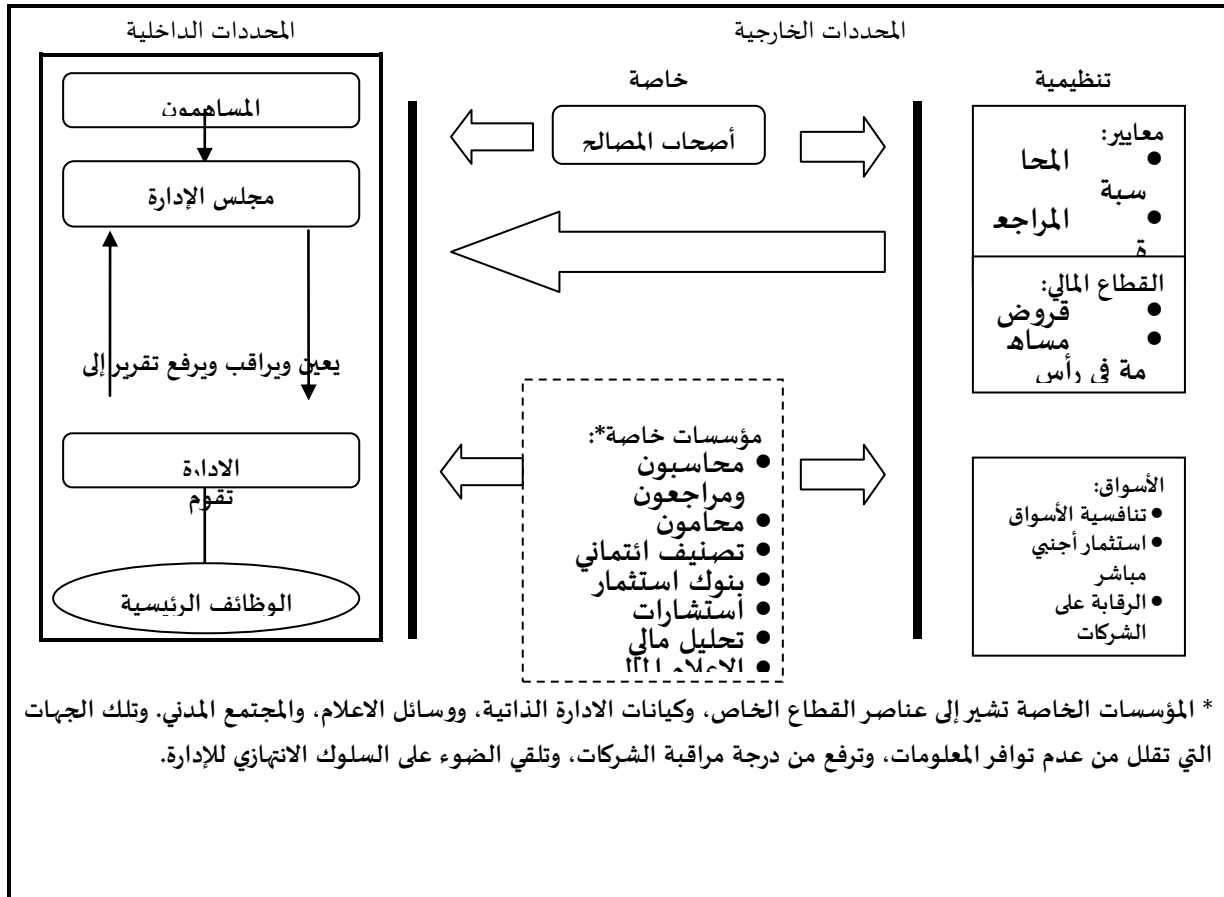 المحددات الخارجية
المحددات الداخلية
تنظيمية
خاصة
المساهمون
مجلس الإدارة
يعين ويراقب ويرفع تقرير إلى
الادارة
تقوم
الوظائف الرئيسية
أصحاب المصالح
مؤسسات خاصة*:
● محاسبون
ومراجعون
● محامون
● تصنيف ائتماني
● بنوك استثمار
● استشارات
● تحليل مالي
● الاعلام المالي
معايير:
● المحا
سبة
● المراجع
ة
القطاع المالي:
● قروض
● مساه
مة في رأس
الأسواق:
● تنافسية الأسواق
● استثمار أجنبي
مباشر
● الرقابة على
الشركات
* المؤسسات الخاصة تشير إلى عناصر القطاع الخاص، وكيانات الادارة الذاتية، ووسائل الاعلام، والمجتمع المدني. وتلك الجهات
التي تقلل من عدم توافر المعلومات، وترفع من درجة مراقبة الشركات، وتلقي الضوء على السلوك الانتهازي للإدارة.